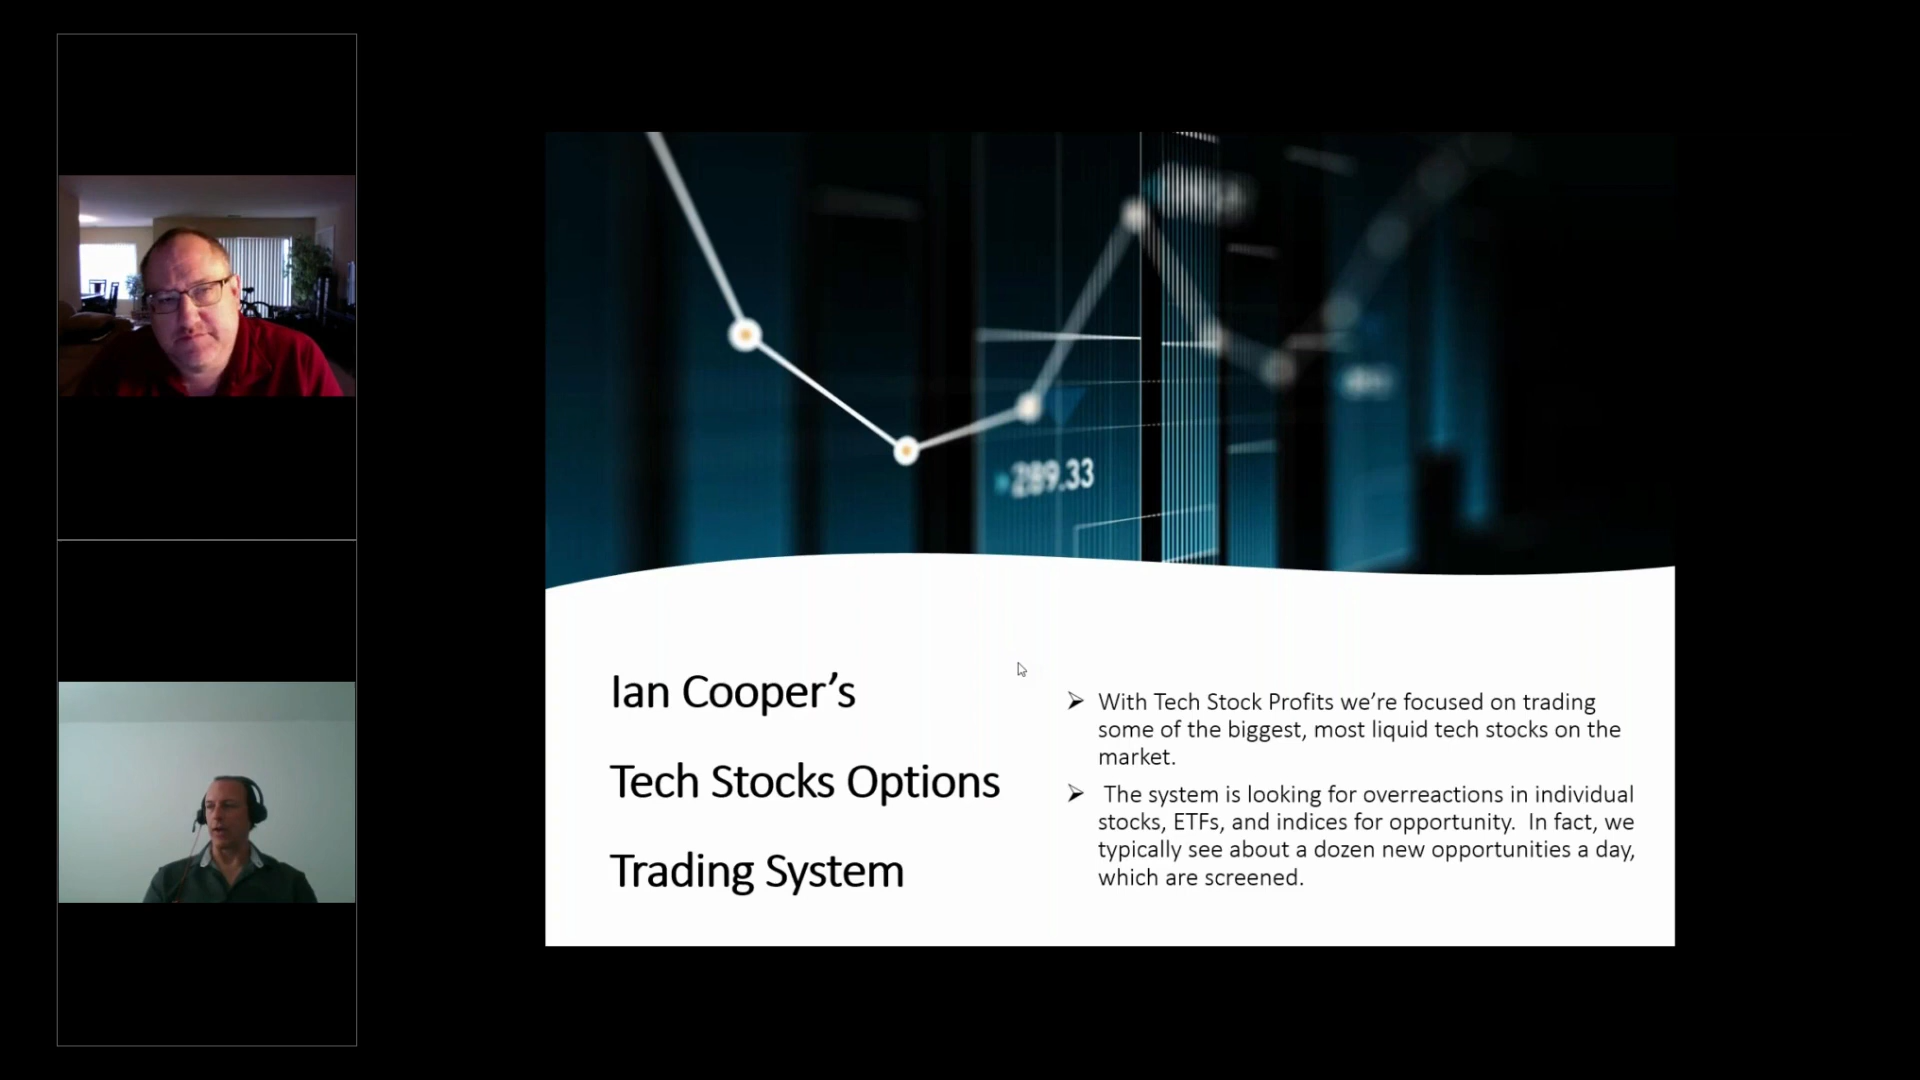 289.33
Ian Cooper’s
Tech Stocks Options
Trading System
➢ With Tech Stock Profits we’re focused on trading
some of the biggest, most liquid tech stocks on the
market.
➢ The system is looking for overreactions in individual
stocks, ETFs, and indices for opportunity.  In fact, we
typically see about a dozen new opportunities a day,
which are screened.